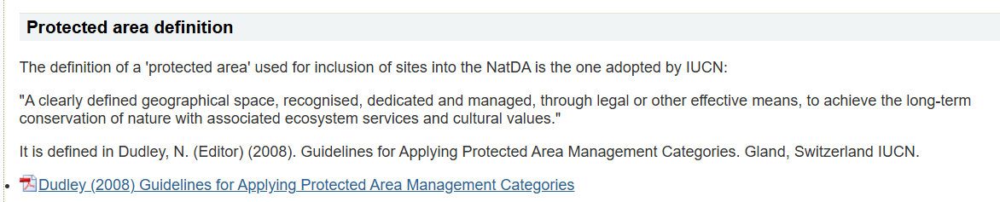 Protected area definition
The definition of a 'protected area' used for inclusion of sites into the NatDA is the one adopted by IUCN:
"A clearly defined geographical space, recognised, dedicated and managed, through legal or other effective means, to achieve the long-term
conservation of nature with associated ecosystem services and cultural values."
It is defined in Dudley, N. (Editor) (2008). Guidelines for Applying Protected Area Management Categories. Gland, Switzerland IUCN.
Dudley (2008) Guidelines for Applying Protected Area Management Categories